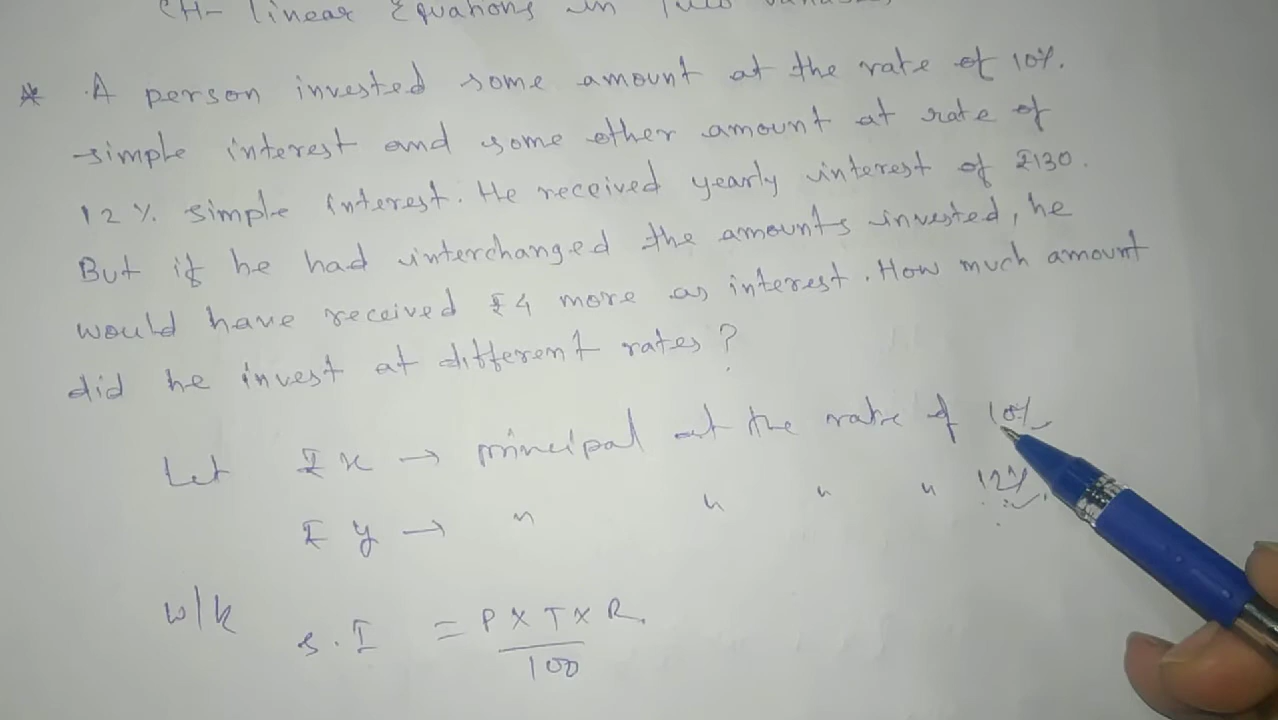 CH- linear Equations in Two variables
* A person invested some amount at the rate of 10%.
simple interest and some other amount at rate of
12% simple interest. He received yearly interest of ₹130.
But if he had interchanged the amounts invested, he
would have received ₹4 more as interest. How much amount
did he invest at different rates?
Let ₹ x → principal at the rate of 10%
₹ y → " " " " 12%
w/k S.I = P X T X R
100